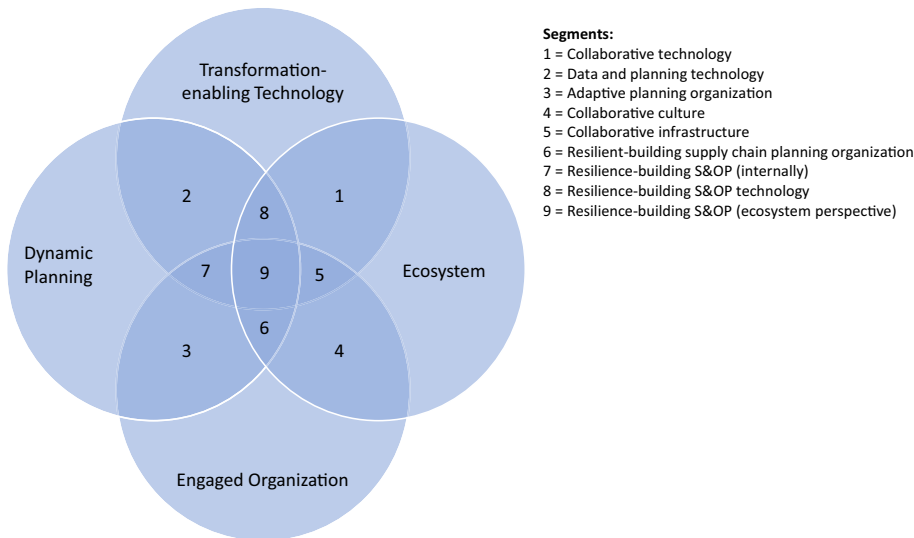 Transformation-
enabling Technology
Segments:
1 = Collaborative technology
2 = Data and planning technology
3 = Adaptive planning organization
4 = Collaborative culture
5 = Collaborative infrastructure
6 = Resilient-building supply chain planning organization
7 = Resilience-building S&OP (internally)
8 = Resilience-building S&OP technology
9 = Resilience-building S&OP (ecosystem perspective)
2
8
1
Dynamic
Planning
7
9
5
Ecosystem
6
3
4
Engaged Organization